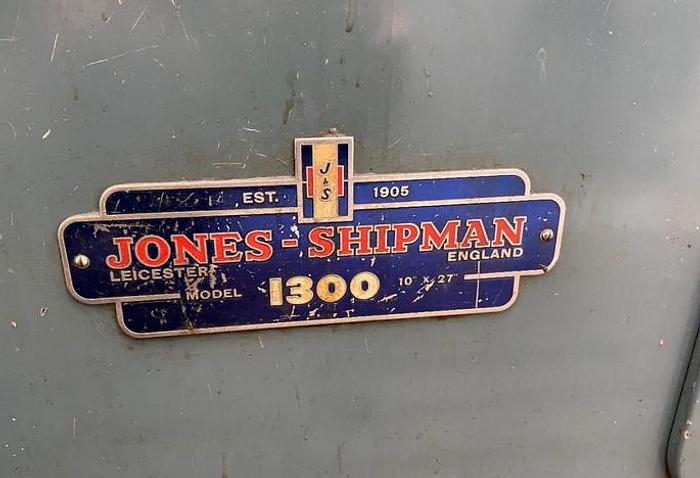 J & S
EST. 1905
JONES - SHIPMAN
LEICESTER ENGLAND
MODEL 1300 10" x 27"